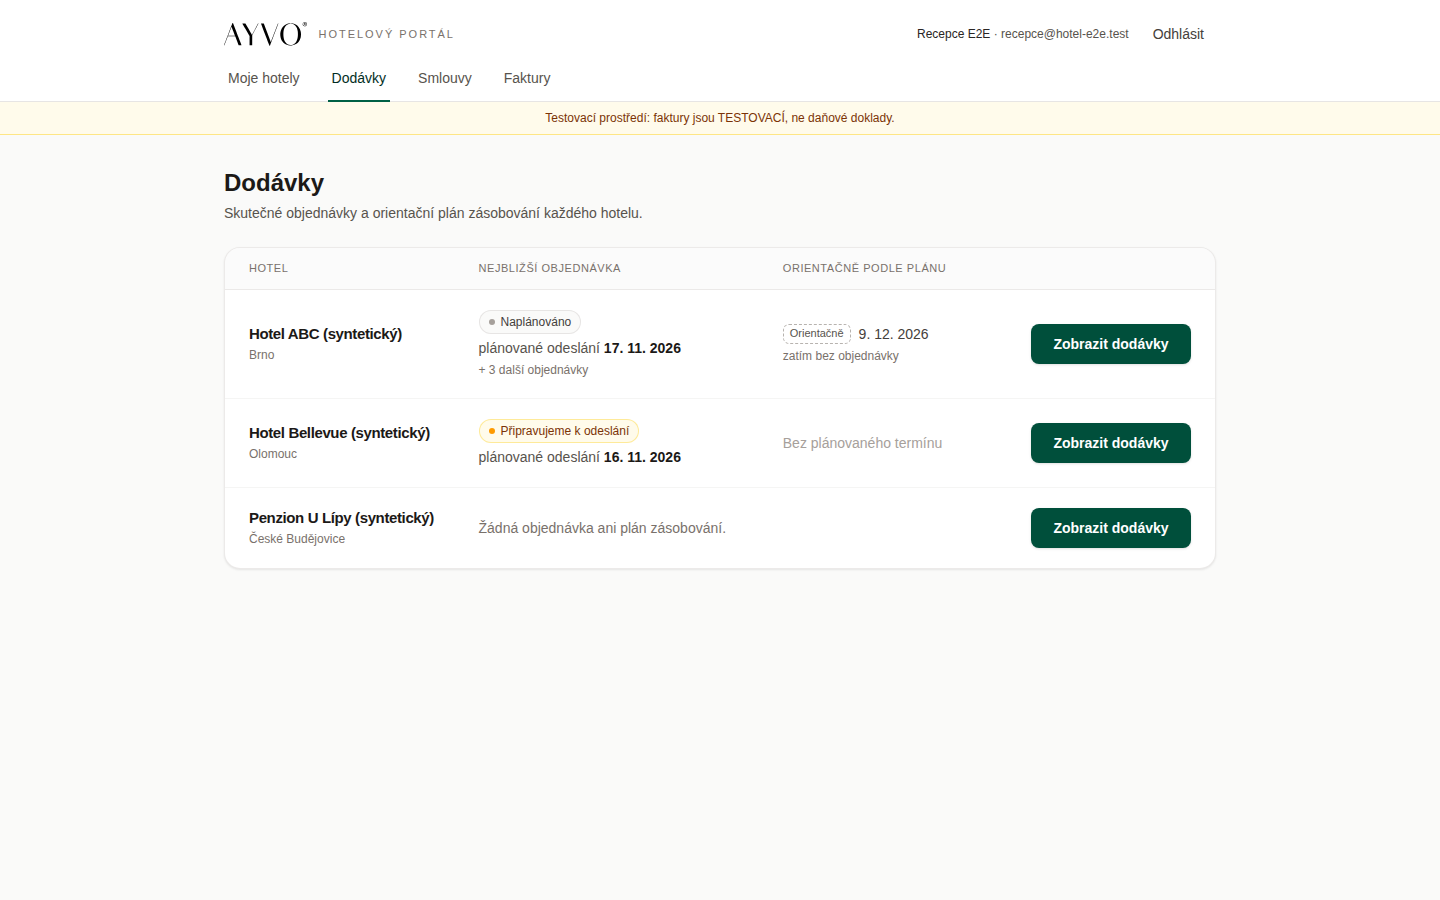 AYVO® HOTELOVÝ PORTÁL
Recepce E2E · recepce@hotel-e2e.test Odhlásit
Moje hotely Dodávky Smlouvy Faktury
Testovací prostředí: faktury jsou TESTOVACÍ, ne daňové doklady.
Dodávky
Skutečné objednávky a orientační plán zásobování každého hotelu.
HOTEL NEJBLIŽŠÍ OBJEDNÁVKA ORIENTAČNĚ PODLE PLÁNU
Hotel ABC (syntetický)
Brno
Naplánováno
plánované odeslání 17. 11. 2026
+ 3 další objednávky
Orientačně 9. 12. 2026
zatím bez objednávky
Zobrazit dodávky
Hotel Bellevue (syntetický)
Olomouc
Připravujeme k odeslání
plánované odeslání 16. 11. 2026
Bez plánovaného termínu
Zobrazit dodávky
Penzion U Lípy (syntetický)
České Budějovice
Žádná objednávka ani plán zásobování.
Zobrazit dodávky